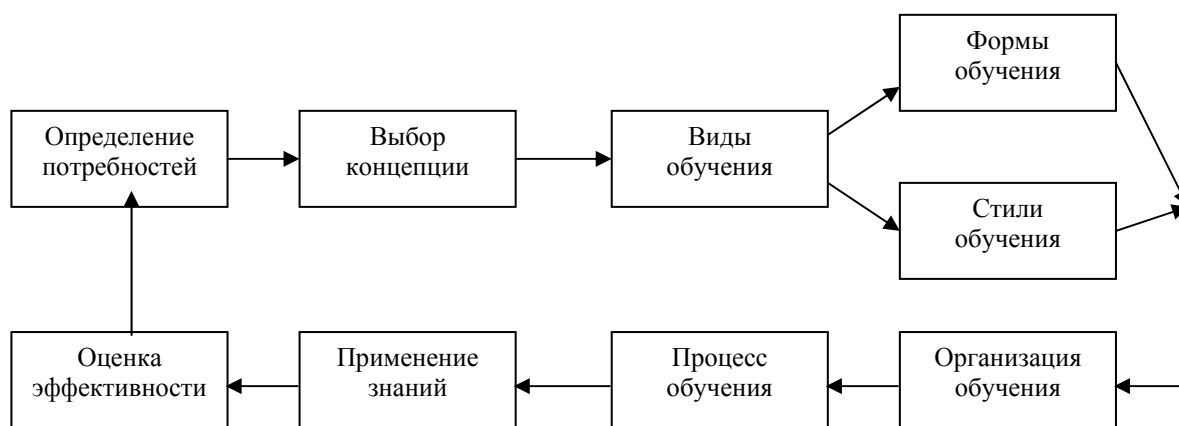 Формы
обучения
Определение
потребностей
Выбор
концепции
Виды
обучения
Стили
обучения
Оценка
эффективности
Применение
знаний
Процесс
обучения
Организация
обучения